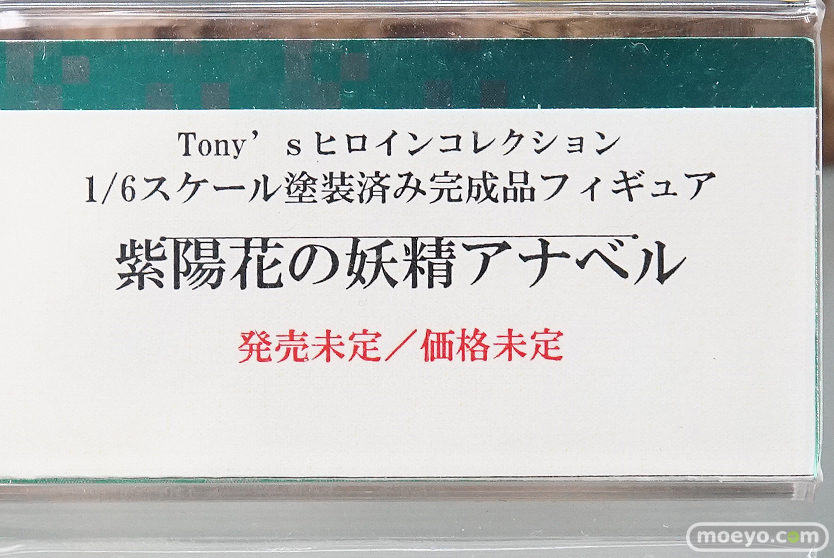 Tony’sヒロインコレクション
1/6スケール塗装済み完成品フィギュア
紫陽花の妖精アナベル
発売未定／価格未定
moeyo.com